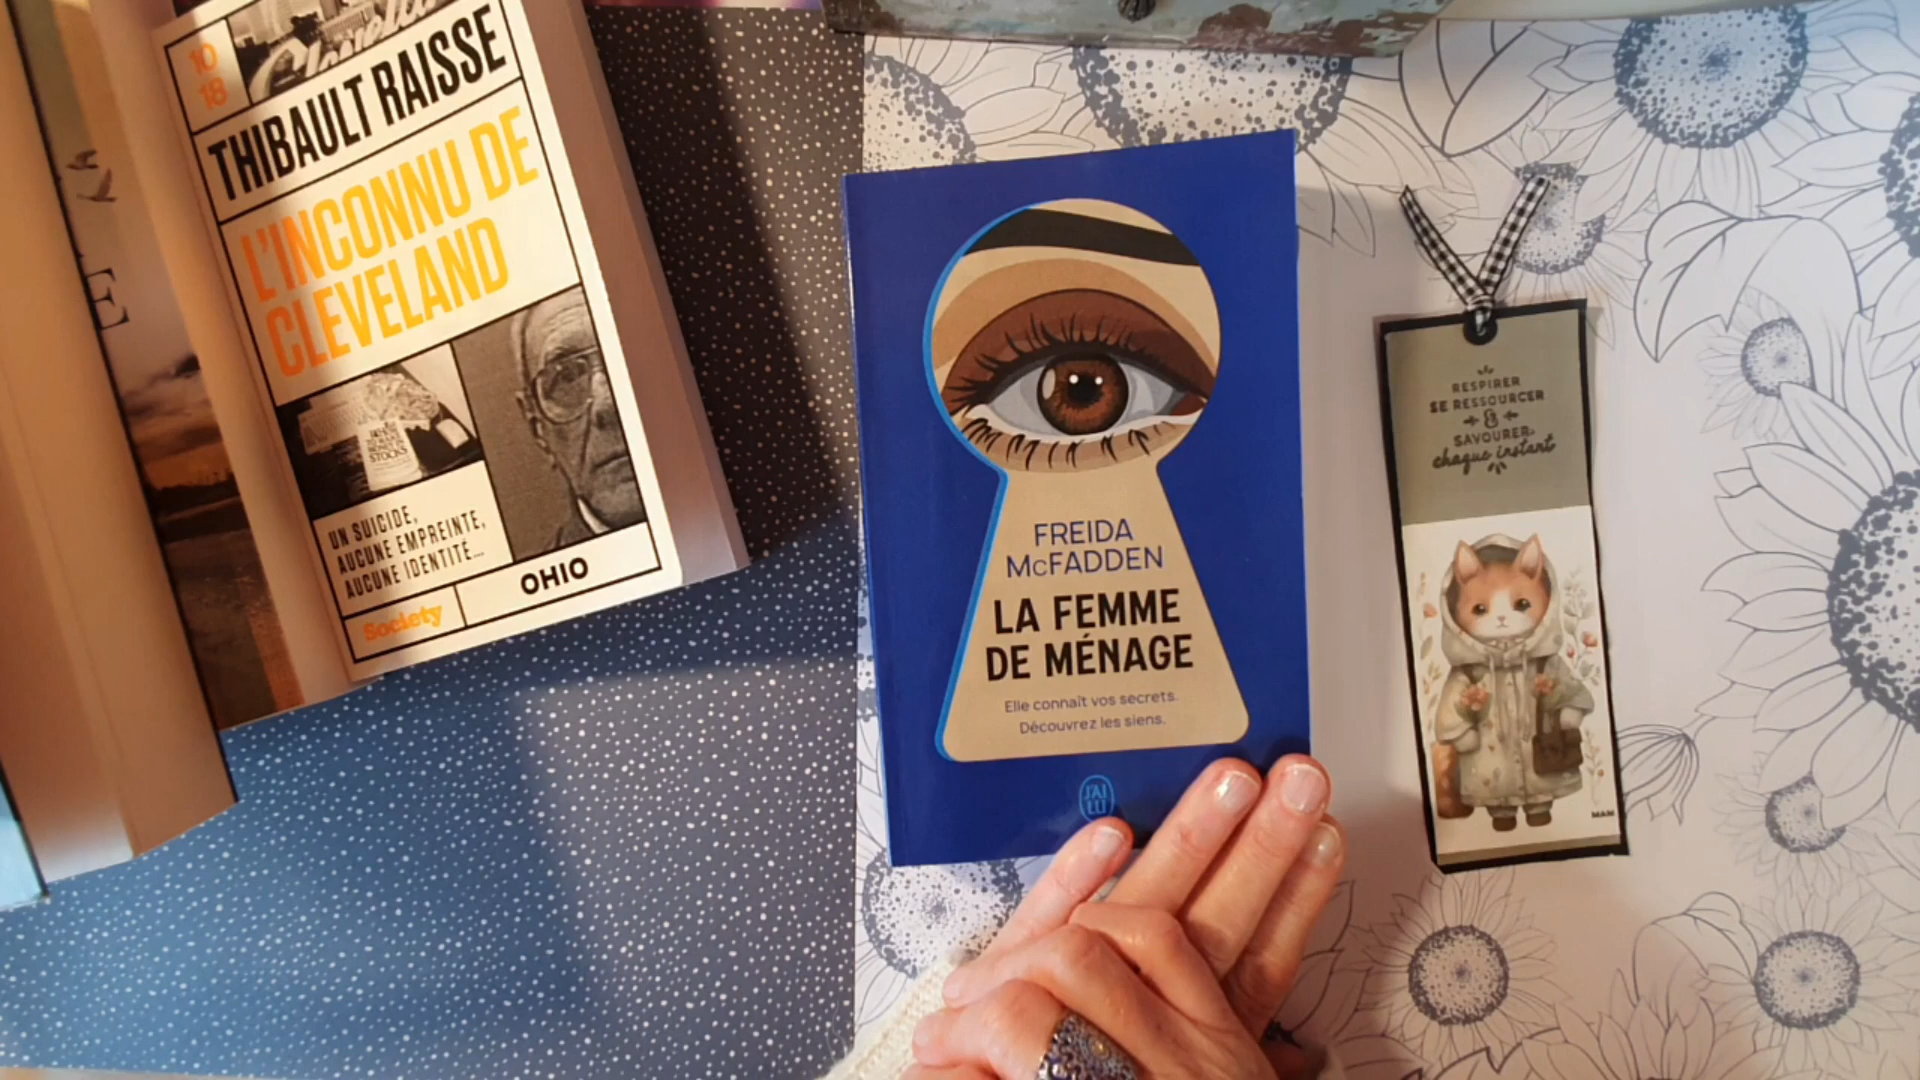 10
18
THIBAULT RAISSE
L'INCONNU DE
CLEVELAND
STOCKS
UN SUICIDE,
AUCUNE EMPREINTE,
AUCUNE IDENTITÉ...
Society
OHIO
FREIDA
McFADDEN
LA FEMME
DE MÉNAGE
Elle connaît vos secrets.
Découvrez les siens.
J'AI
LU
RESPIRER
SE RESSOURCER
&
SAVOURER
chaque instant
MAM